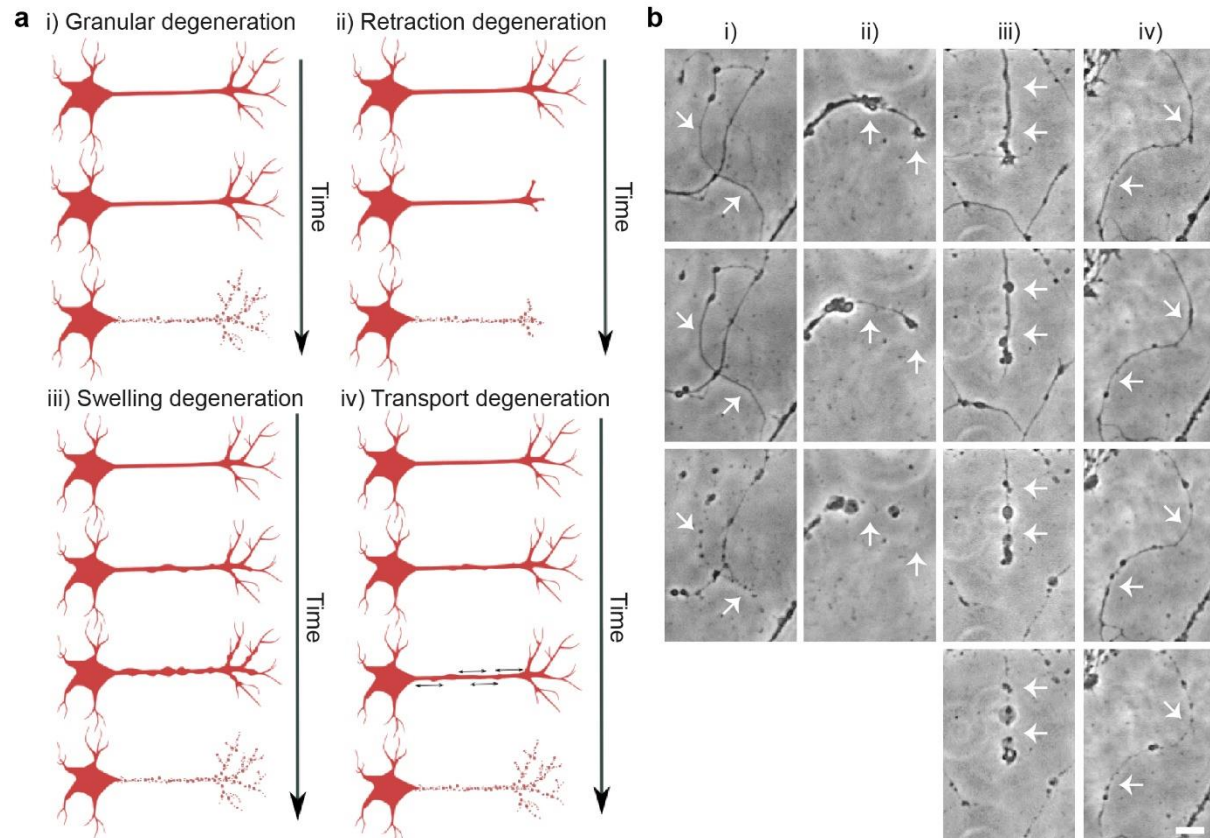 a
i) Granular degeneration
ii) Retraction degeneration
Time
Time
iii) Swelling degeneration
iv) Transport degeneration
Time
Time
b
i)
ii)
iii)
iv)